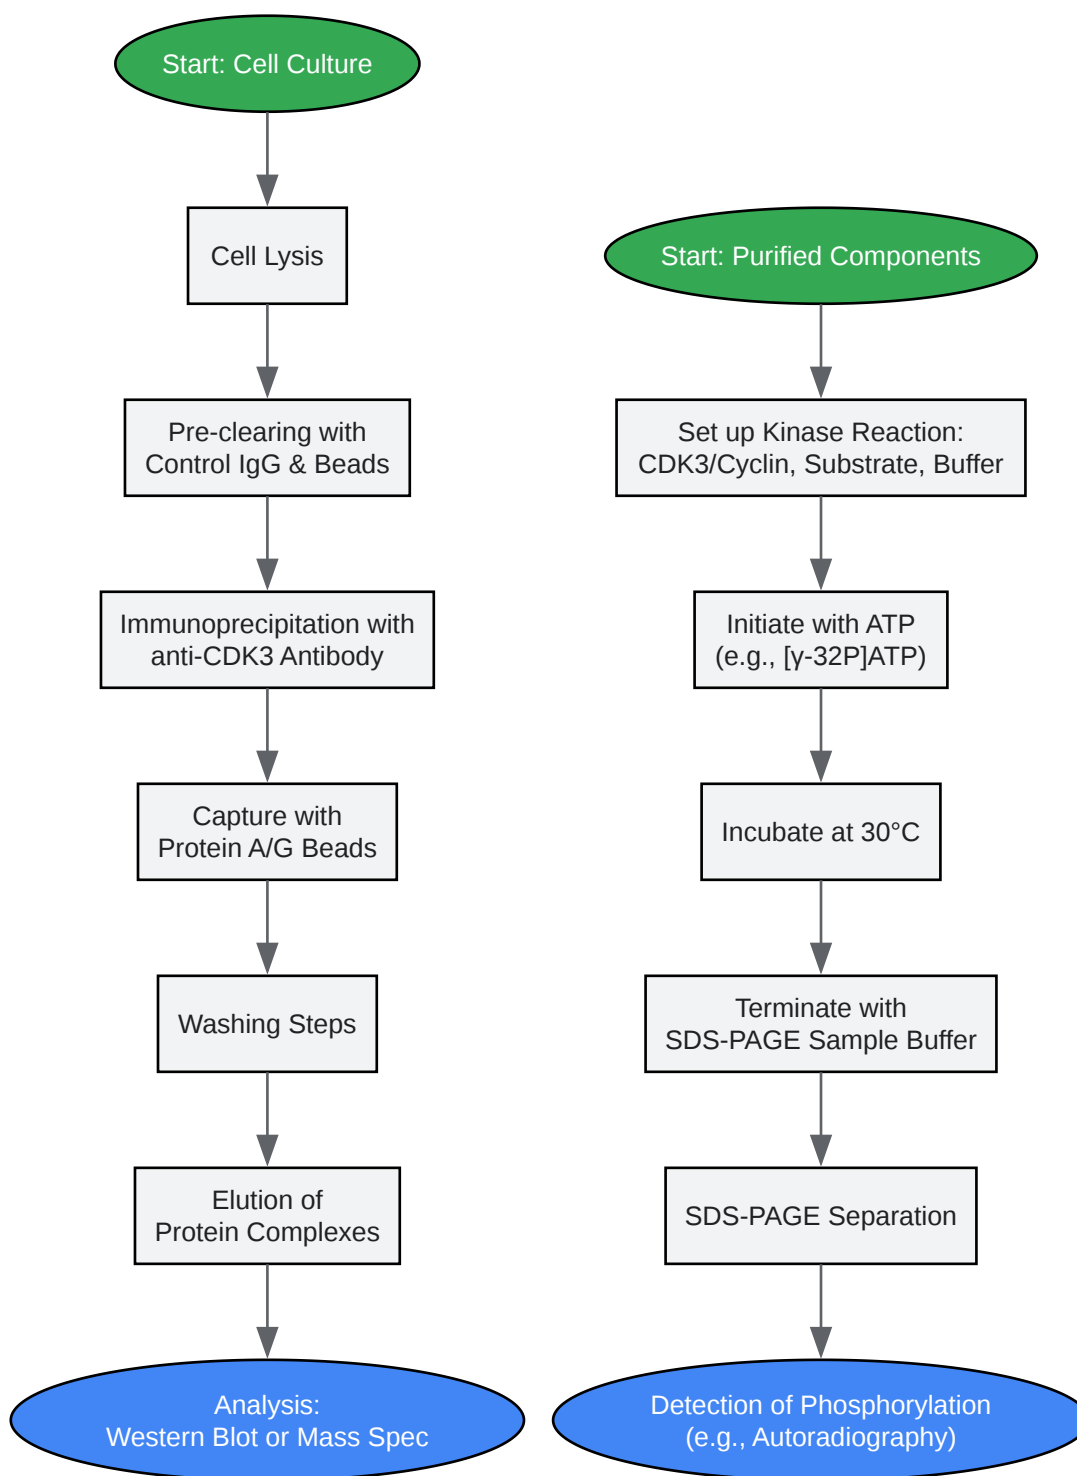 Start: Cell Culture
Cell Lysis
Pre-clearing with
Control IgG & Beads
Immunoprecipitation with
anti-CDK3 Antibody
Capture with
Protein A/G Beads
Washing Steps
Elution of
Protein Complexes
Analysis:
Western Blot or Mass Spec
Start: Purified Components
Set up Kinase Reaction:
CDK3/Cyclin, Substrate, Buffer
Initiate with ATP
(e.g., [γ-32P]ATP)
Incubate at 30°C
Terminate with
SDS-PAGE Sample Buffer
SDS-PAGE Separation
Detection of Phosphorylation
(e.g., Autoradiography)